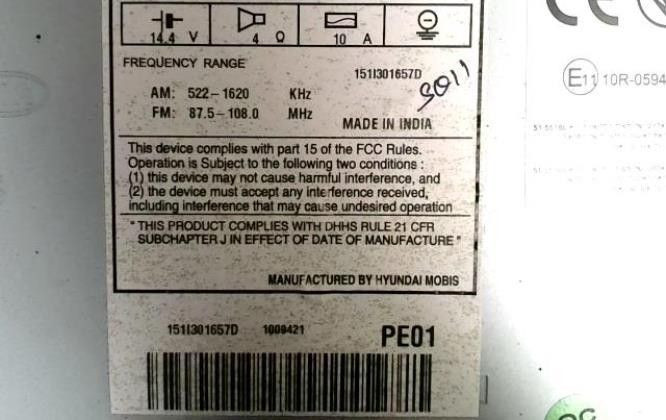 14.4 V 4 Ω 10 A
FREQUENCY RANGE
151I301657D
AM: 522-1620 KHz
FM: 87.5-108.0 MHz
MADE IN INDIA
This device complies with part 15 of the FCC Rules.
Operation is Subject to the following two conditions :
(1) this device may not cause harmful interference, and
(2) the device must accept any interference received,
including interference that may cause undesired operation
"THIS PRODUCT COMPLIES WITH DHHS RULE 21 CFR
SUBCHAPTER J IN EFFECT OF DATE OF MANUFACTURE"
MANUFACTURED BY HYUNDAI MOBIS
151I301657D 1009421 PE01
CE
E11 10R-0594